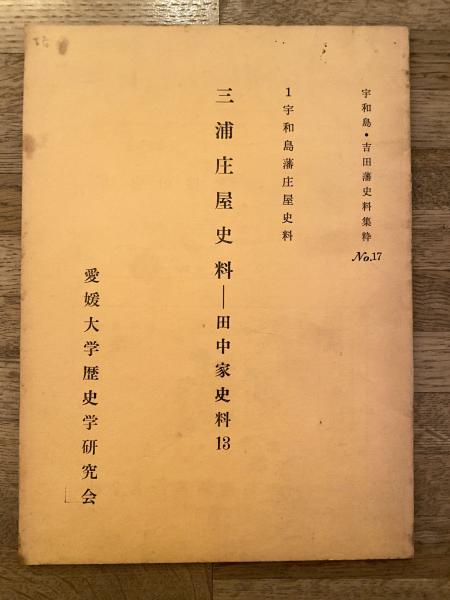 宇和島・吉田藩史料集粋 No.17
1 宇和島藩庄屋史料
三浦庄屋史料―田中家史料13
愛媛大学歴史学研究会